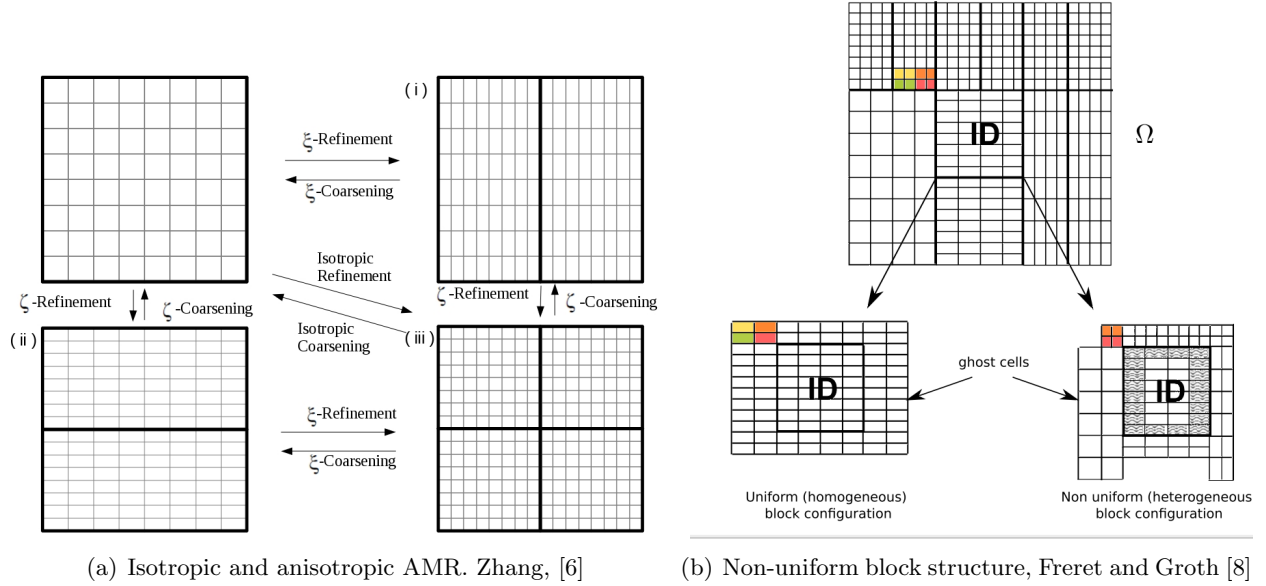 (i)
ξ-Refinement
ξ-Coarsening
Isotropic
Refinement
ζ-Refinement
ζ-Coarsening
Isotropic
Coarsening
ζ-Refinement
ζ-Coarsening
(ii)
(iii)
ξ-Refinement
ξ-Coarsening
(a) Isotropic and anisotropic AMR. Zhang, [6]
ID
Ω
ghost cells
ID
ID
Uniform (homogeneous)
block configuration
Non uniform (heterogeneous
block configuration
(b) Non-uniform block structure, Freret and Groth [8]